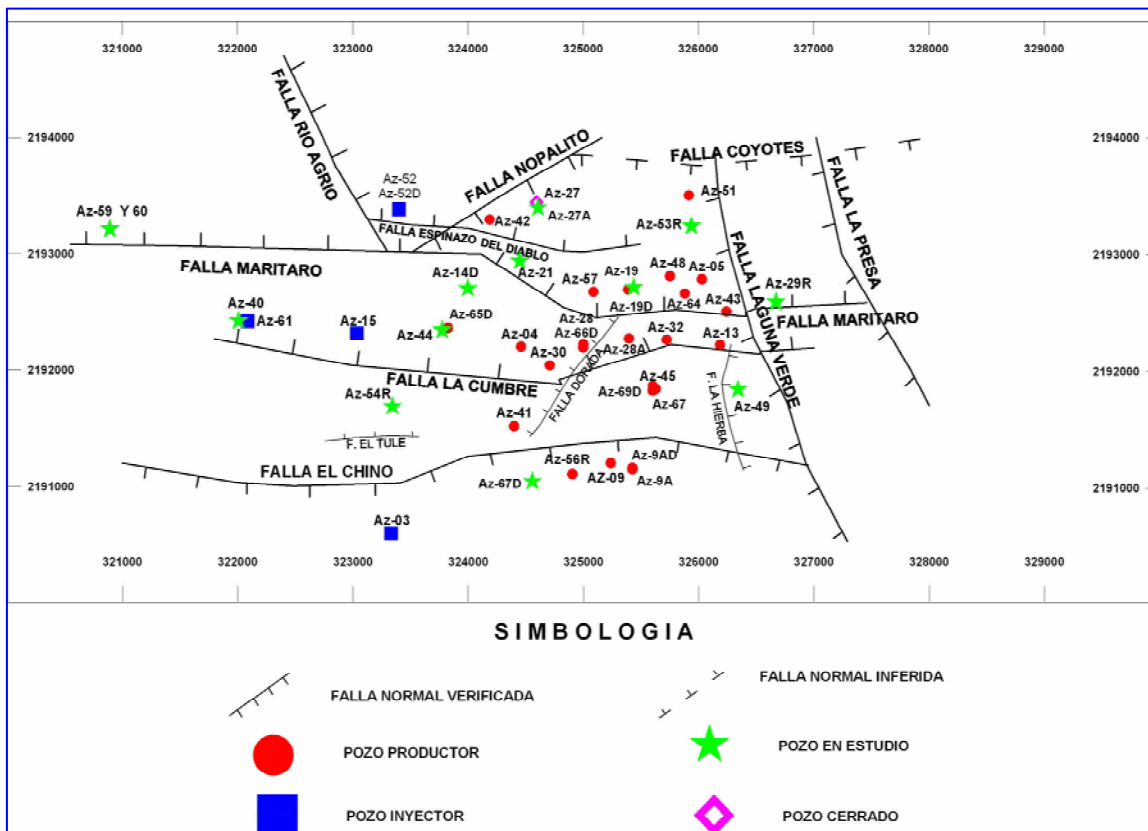 321000 322000 323000 324000 325000 326000 327000 328000 329000
2194000
2194000
FALLA RIO AGRIO
FALLA NOPALITO
FALLA COYOTES
FALLA LA PRESA
Az-52
Az-52D
Az-27
Az-27A
Az-51
Az-59 Y 60
Az-42
Az-53R
FALLA ESPINAZO DEL DIABLO
2193000
2193000
FALLA MARITARO
Az-14D
Az-21
Az-57
Az-19
Az-48
Az-05
Az-29R
FALLA LAGUNA VERDE
Az-40
Az-61
Az-15
Az-65D
Az-44
Az-04
Az-28
Az-66D
Az-19D
Az-64
Az-43
FALLA MARITARO
Az-30
Az-28A
Az-32
Az-13
2192000
2192000
FALLA LA CUMBRE
FALLA DORADA
Az-54R
Az-69D
Az-45
Az-67
F. LA HIERBA
Az-49
Az-41
F. EL TULE
FALLA EL CHINO
Az-56R
Az-9AD
AZ-09
Az-9A
Az-67D
2191000
2191000
Az-03
321000 322000 323000 324000 325000 326000 327000 328000 329000
SIMBOLOGIA
FALLA NORMAL VERIFICADA
FALLA NORMAL INFERIDA
POZO PRODUCTOR
POZO EN ESTUDIO
POZO INYECTOR
POZO CERRADO